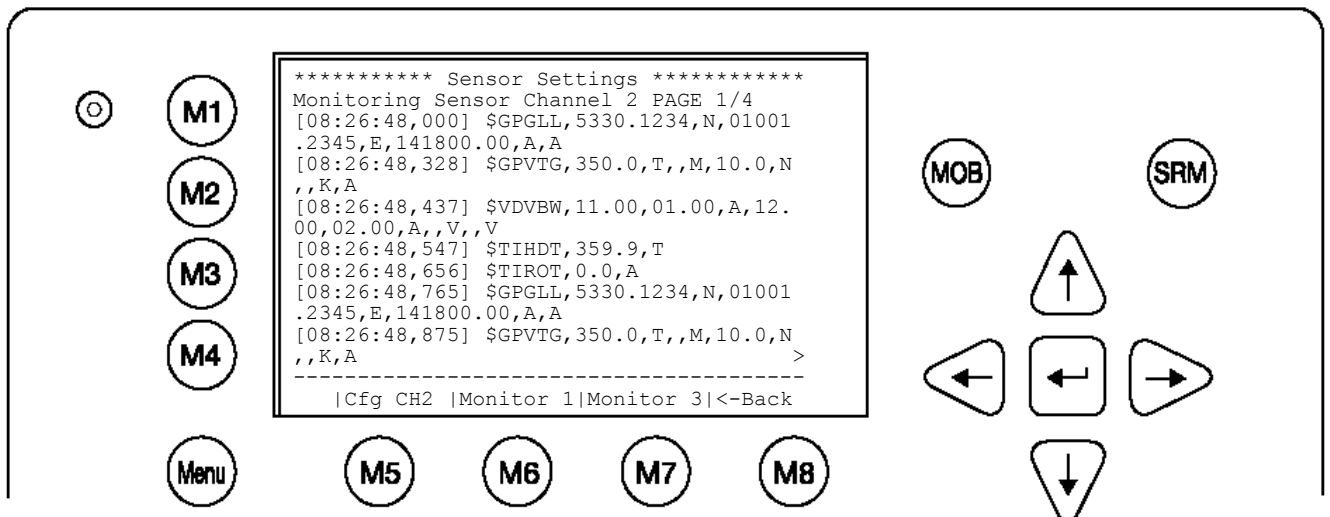 *********** Sensor Settings ************
Monitoring Sensor Channel 2 PAGE 1/4
[08:26:48,000] $GPGLL,5330.1234,N,01001
.2345,E,141800.00,A,A
[08:26:48,328] $GPVTG,350.0,T,,M,10.0,N
,,K,A
[08:26:48,437] $VDVBW,11.00,01.00,A,12.
00,02.00,A,,V,,V
[08:26:48,547] $TIHDT,359.9,T
[08:26:48,656] $TIROT,0.0,A
[08:26:48,765] $GPGLL,5330.1234,N,01001
.2345,E,141800.00,A,A
[08:26:48,875] $GPVTG,350.0,T,,M,10.0,N
,,K,A >
-----------------------------------------
|Cfg CH2 |Monitor 1|Monitor 3|<-Back
M1
M2
M3
M4
Menu
M5
M6
M7
M8
MOB
SRM